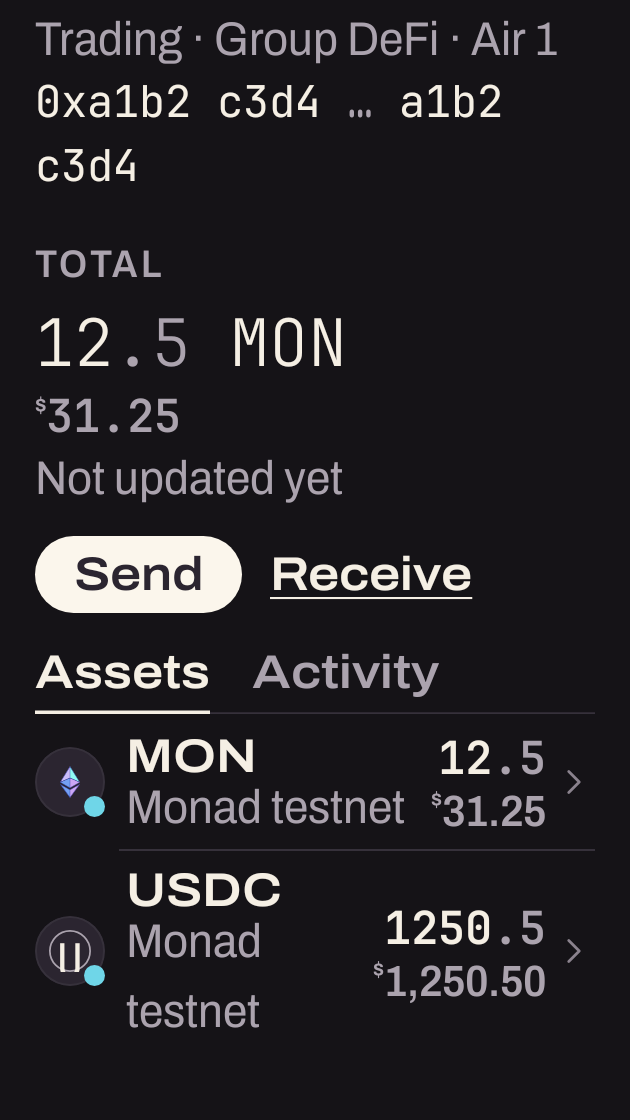 Trading · Group DeFi · Air 1
0xa1b2 c3d4 … a1b2
c3d4
TOTAL
12.5 MON
$31.25
Not updated yet
Send Receive
Assets Activity
MON 12.5
Monad testnet $31.25
USDC
Monad 1250.5
testnet $1,250.50